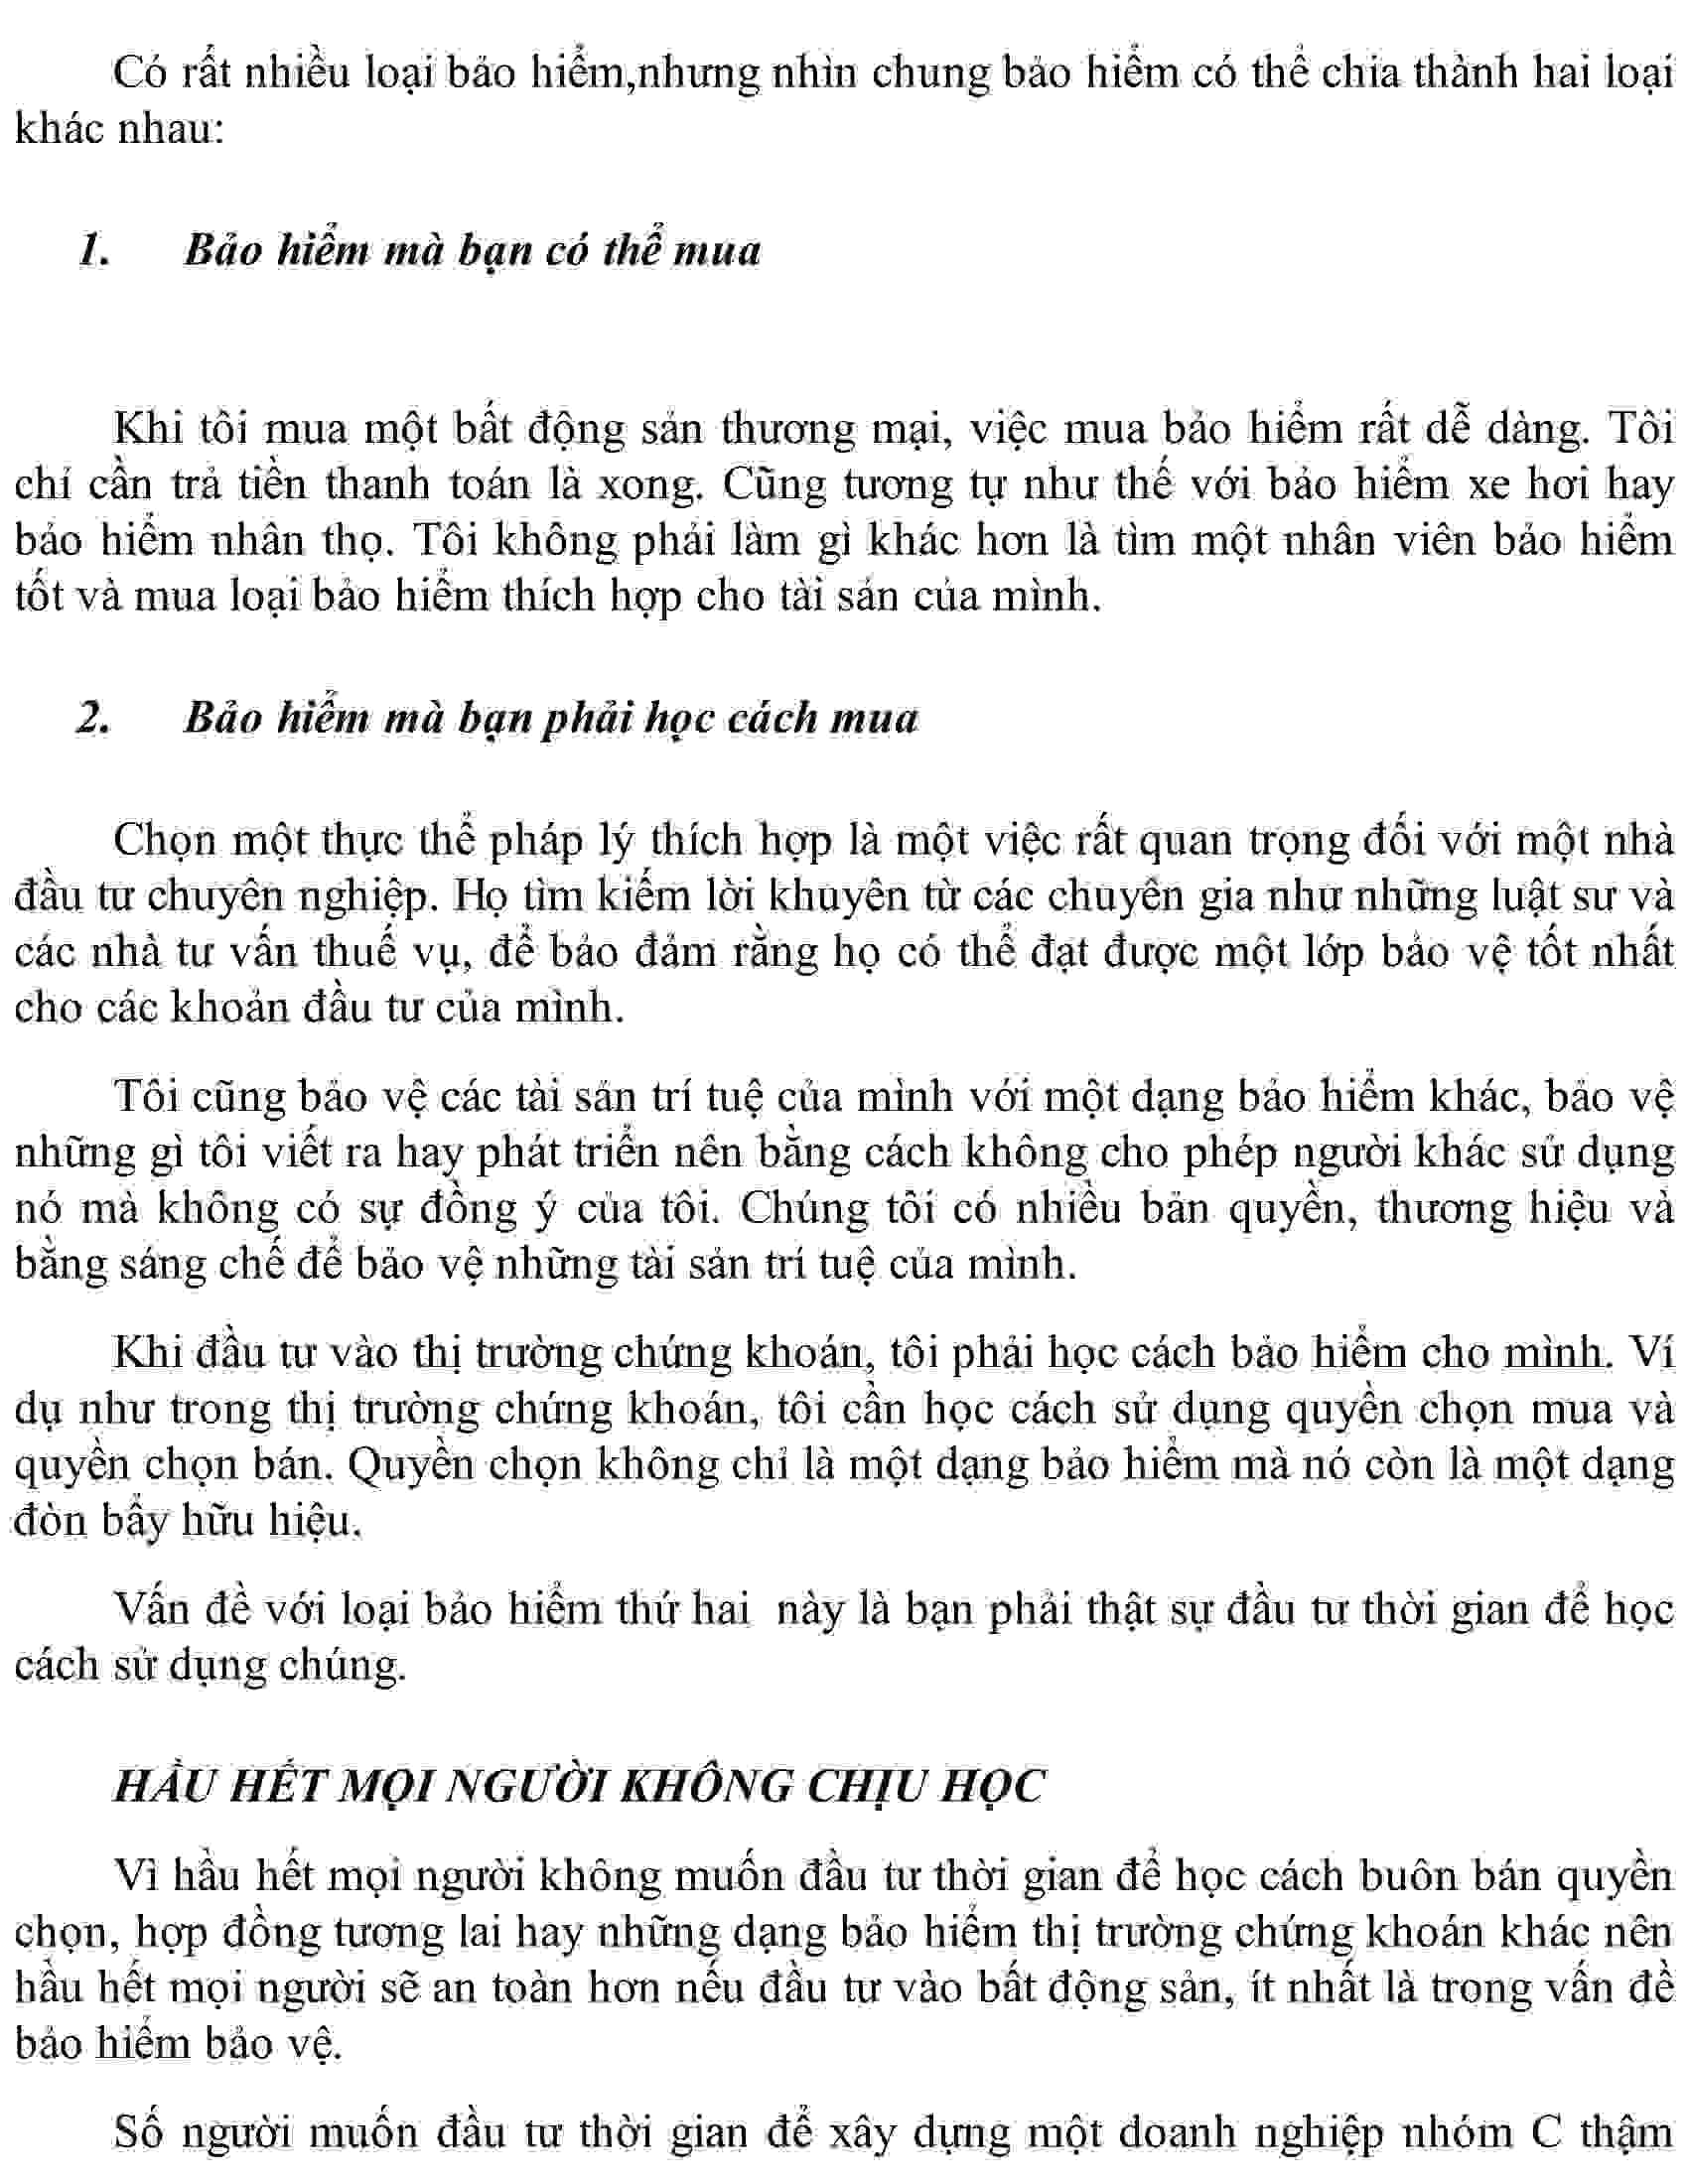 Có rất nhiều loại bảo hiểm,nhưng nhìn chung bảo hiểm có thể chia thành hai loại
khác nhau:
1. Bảo hiểm mà bạn có thể mua
Khi tôi mua một bất động sản thương mại, việc mua bảo hiểm rất dễ dàng. Tôi
chỉ cần trả tiền thanh toán là xong. Cũng tương tự như thế với bảo hiểm xe hơi hay
bảo hiểm nhân thọ. Tôi không phải làm gì khác hơn là tìm một nhân viên bảo hiểm
tốt và mua loại bảo hiểm thích hợp cho tài sản của mình.
2. Bảo hiểm mà bạn phải học cách mua
Chọn một thực thể pháp lý thích hợp là một việc rất quan trọng đối với một nhà
đầu tư chuyên nghiệp. Họ tìm kiếm lời khuyên từ các chuyên gia như những luật sư và
các nhà tư vấn thuế vụ, để bảo đảm rằng họ có thể đạt được một lớp bảo vệ tốt nhất
cho các khoản đầu tư của mình.
Tôi cũng bảo vệ các tài sản trí tuệ của mình với một dạng bảo hiểm khác, bảo vệ
những gì tôi viết ra hay phát triển nên bằng cách không cho phép người khác sử dụng
nó mà không có sự đồng ý của tôi. Chúng tôi có nhiều bản quyền, thương hiệu và
bằng sáng chế để bảo vệ những tài sản trí tuệ của mình.
Khi đầu tư vào thị trường chứng khoán, tôi phải học cách bảo hiểm cho mình. Ví
dụ như trong thị trường chứng khoán, tôi cần học cách sử dụng quyền chọn mua và
quyền chọn bán. Quyền chọn không chỉ là một dạng bảo hiểm mà nó còn là một dạng
đòn bẩy hữu hiệu.
Vấn đề với loại bảo hiểm thứ hai này là bạn phải thật sự đầu tư thời gian để học
cách sử dụng chúng.
HẦU HẾT MỌI NGƯỜI KHÔNG CHỊU HỌC
Vì hầu hết mọi người không muốn đầu tư thời gian để học cách buôn bán quyền
chọn, hợp đồng tương lai hay những dạng bảo hiểm thị trường chứng khoán khác nên
hầu hết mọi người sẽ an toàn hơn nếu đầu tư vào bất động sản, ít nhất là trong vấn đề
bảo hiểm bảo vệ.
Số người muốn đầu tư thời gian để xây dựng một doanh nghiệp nhóm C thậm